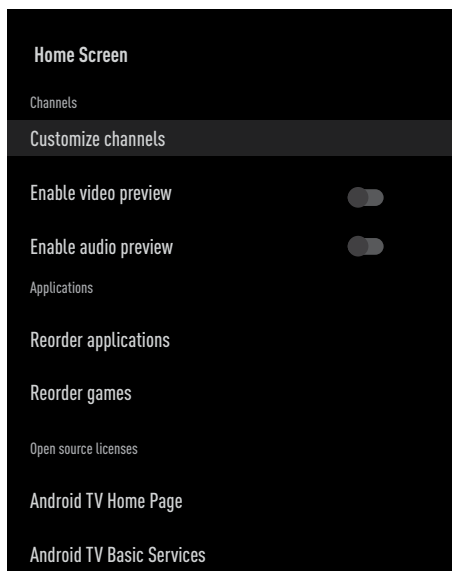 Home Screen
Channels
Customize channels
Enable video preview
Enable audio preview
Applications
Reorder applications
Reorder games
Open source licenses
Android TV Home Page
Android TV Basic Services